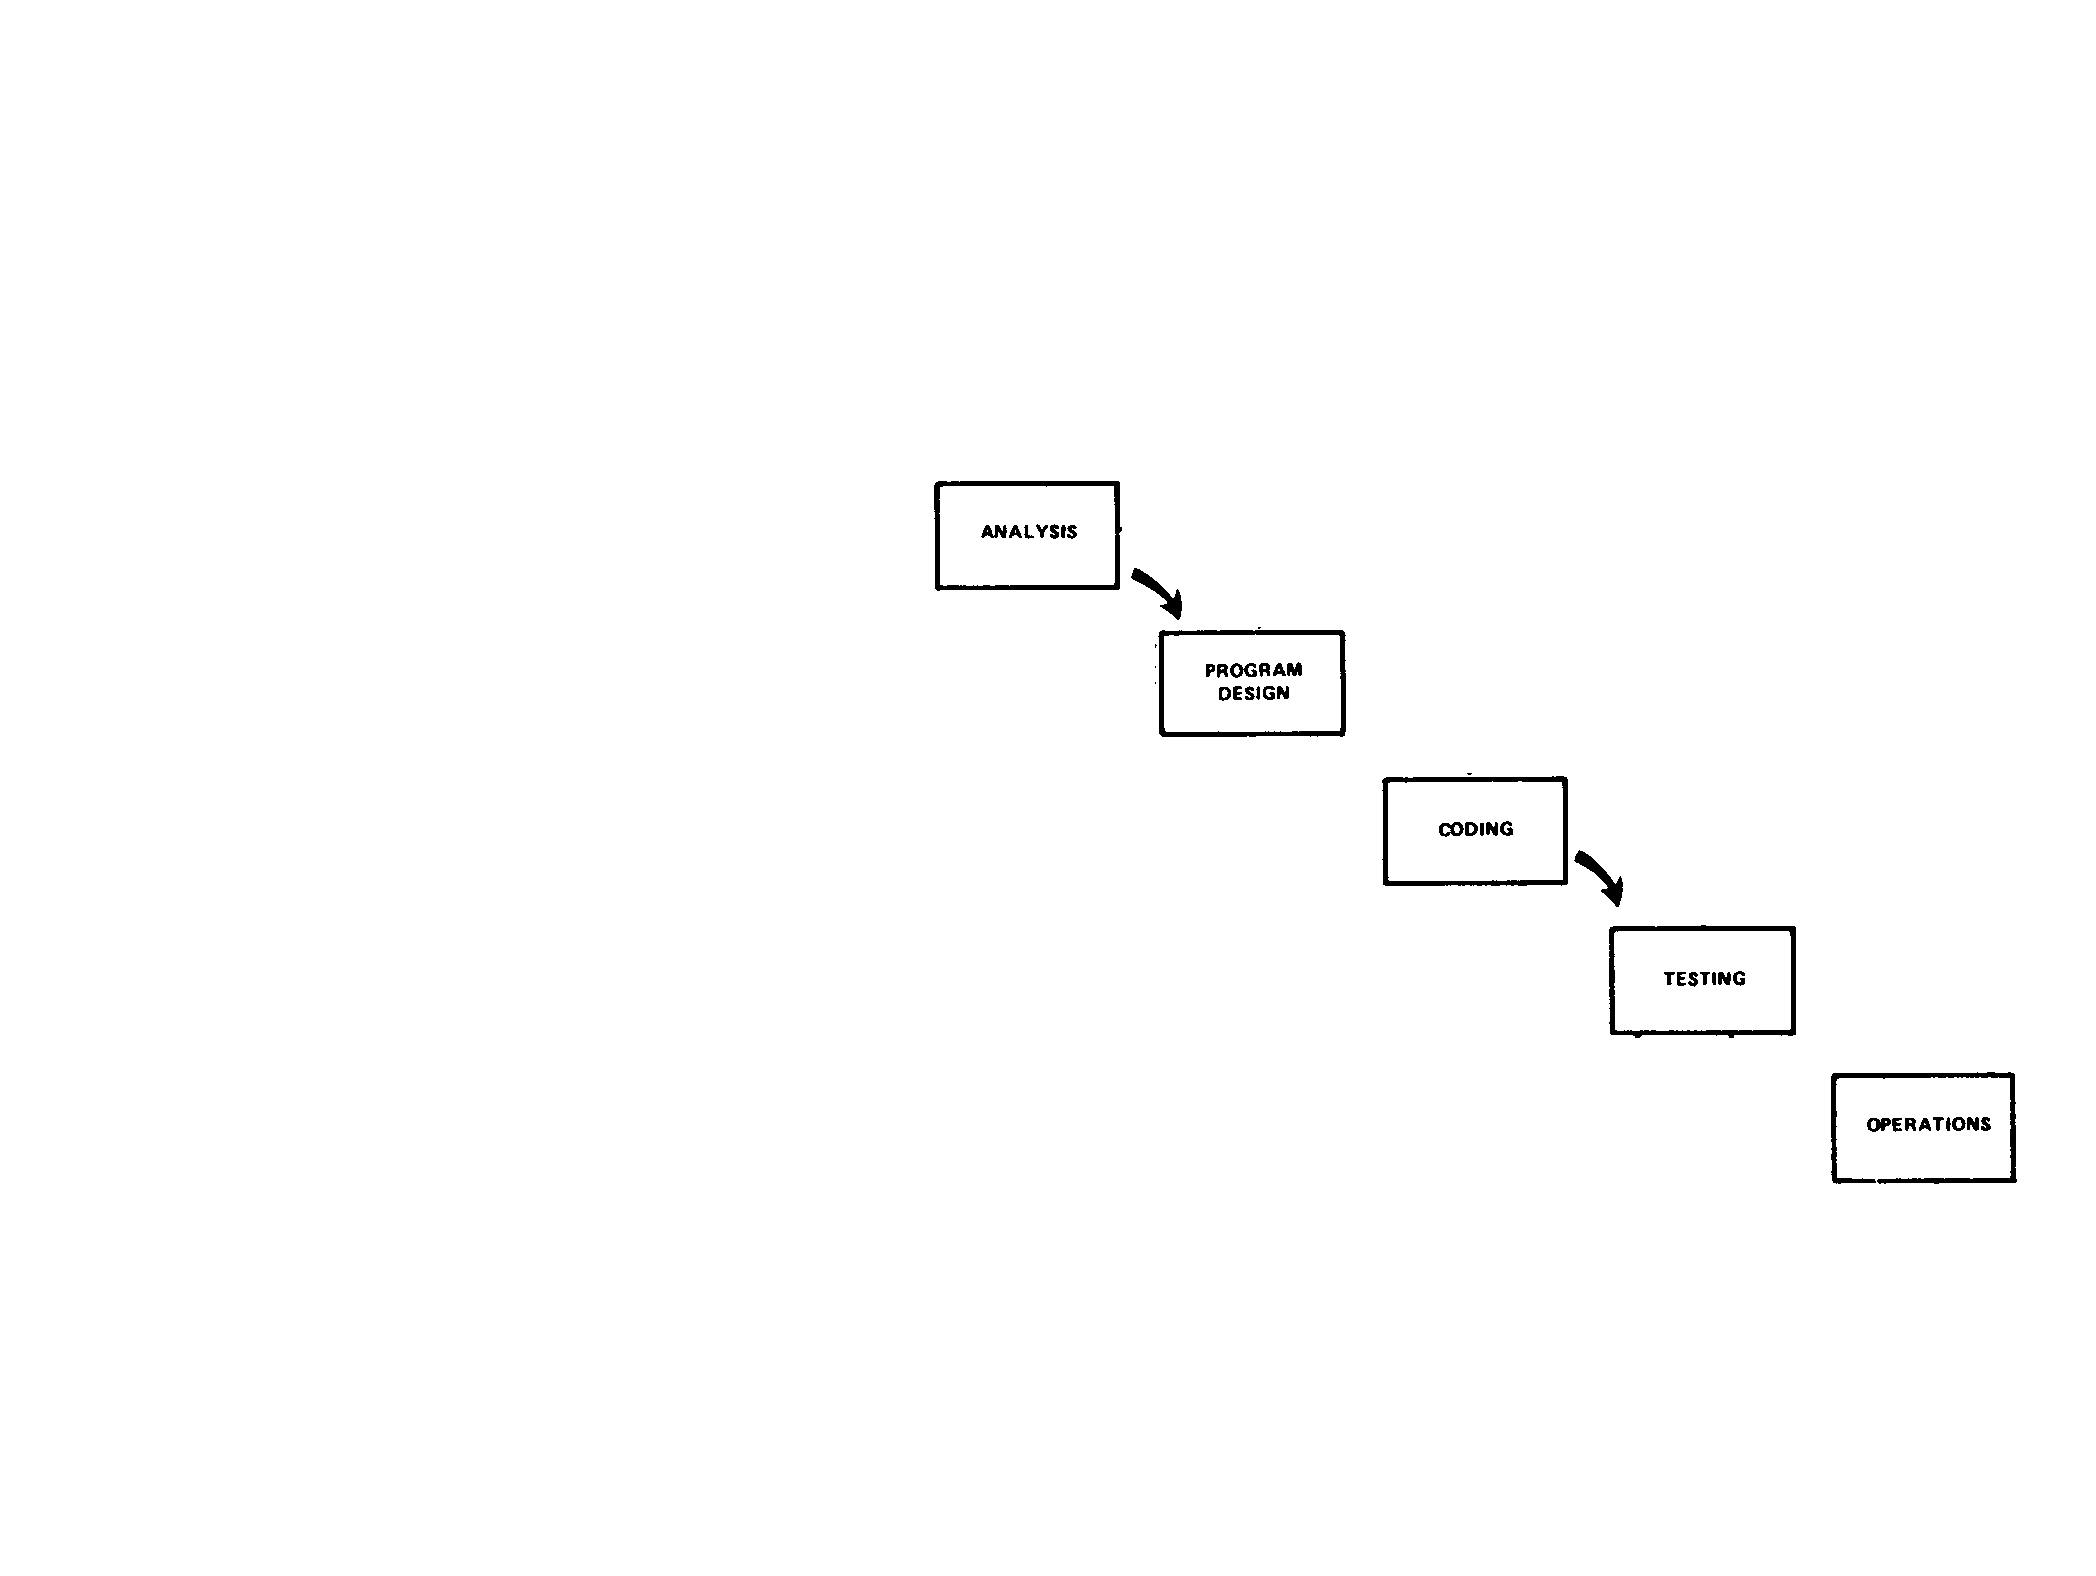 ANALYSIS
PROGRAM
DESIGN
CODING
TESTING
OPERATIONS